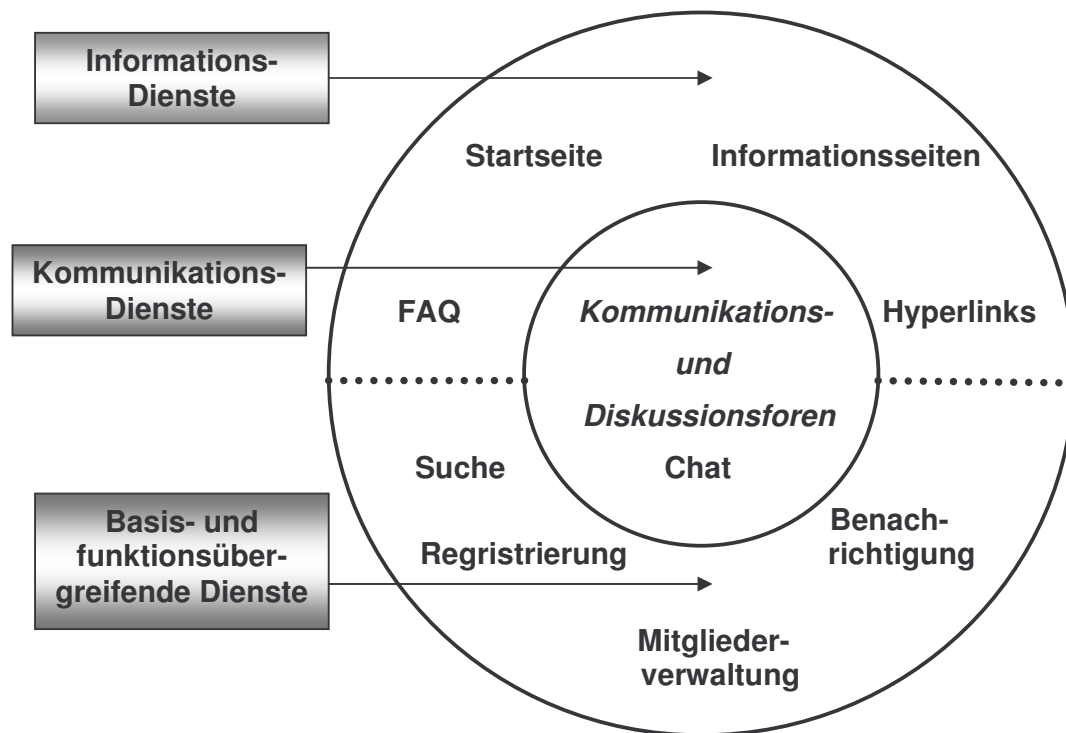 Informations-
Dienste
Startseite Informationsseiten
Kommunikations-
Dienste
FAQ
Kommunikations-
und
Diskussionsforen
Chat
Hyperlinks
Suche
Basis- und
funktionsüber-
greifende Dienste
Regristrierung
Benach-
richtigung
Mitglieder-
verwaltung